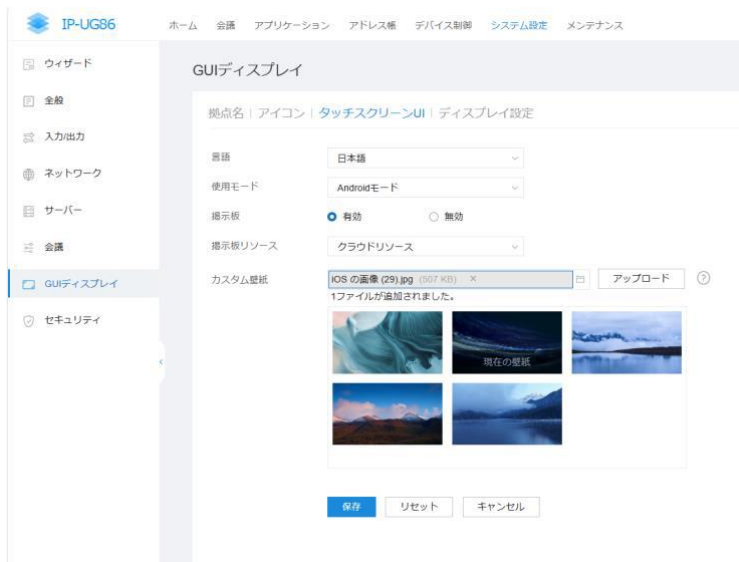 IP-UG86
ホーム 会議 アプリケーション アドレス帳 デバイス制御 システム設定 メンテナンス
ウィザード
全般
入力/出力
ネットワーク
サーバー
会議
GUIディスプレイ
セキュリティ
GUIディスプレイ
拠点名 | アイコン | タッチスクリーンUI | ディスプレイ設定
言語 日本語
使用モード Androidモード
掲示板 有効 無効
掲示板リソース クラウドリソース
カスタム壁紙 iOS の画像 (29).jpg (507 KB) × アップロード ?
1ファイルが追加されました。
現在の壁紙
保存 リセット キャンセル